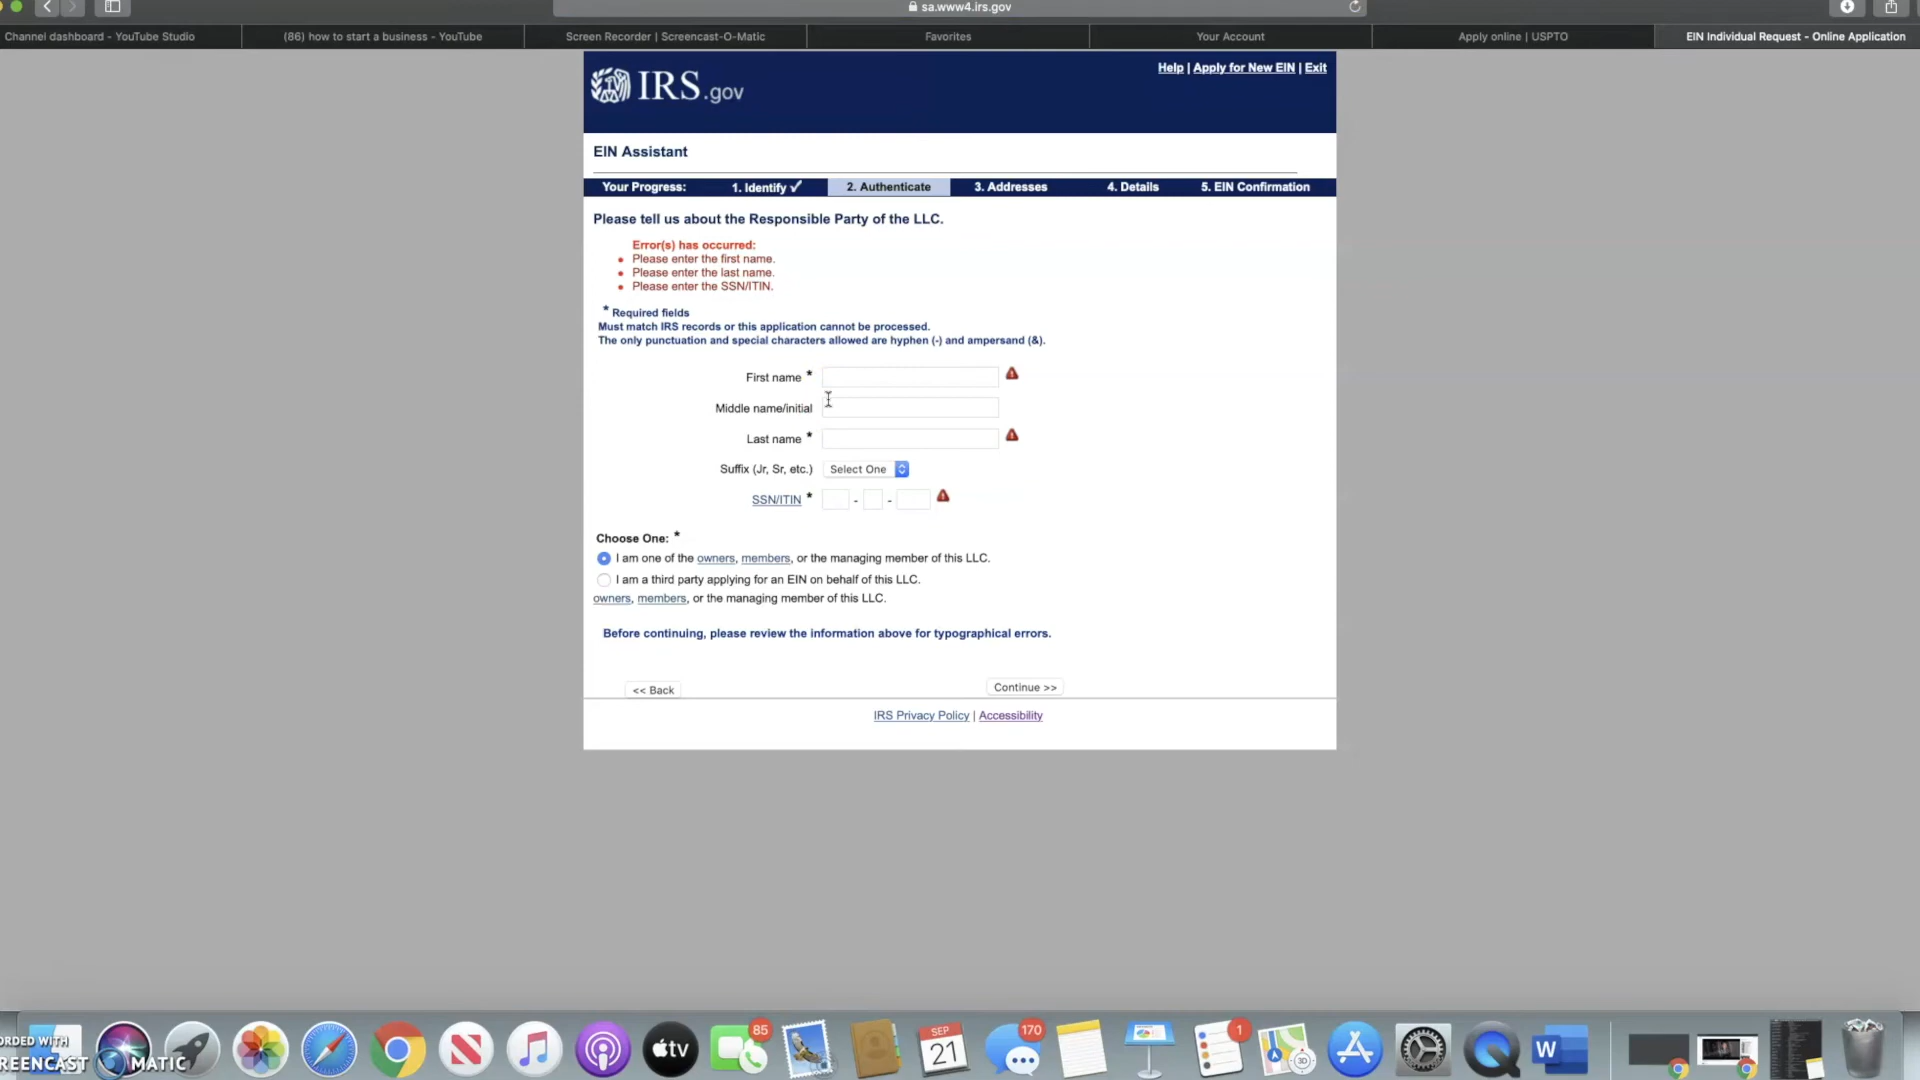 sa.www4.irs.gov
Channel dashboard - YouTube Studio
(86) how to start a business - YouTube
Screen Recorder | Screencast-O-Matic
Favorites
Your Account
Apply online | USPTO
EIN Individual Request - Online Application
IRS.gov
Help | Apply for New EIN | Exit
EIN Assistant
Your Progress: 1. Identify ✓ 2. Authenticate 3. Addresses 4. Details 5. EIN Confirmation
Please tell us about the Responsible Party of the LLC.
Error(s) has occurred:
• Please enter the first name.
• Please enter the last name.
• Please enter the SSN/ITIN.
* Required fields
Must match IRS records or this application cannot be processed.
The only punctuation and special characters allowed are hyphen (-) and ampersand (&).
First name *
Middle name/initial
Last name *
Suffix (Jr, Sr, etc.) Select One
SSN/ITIN * - -
Choose One: *
I am one of the owners, members, or the managing member of this LLC.
I am a third party applying for an EIN on behalf of this LLC.
owners, members, or the managing member of this LLC.
Before continuing, please review the information above for typographical errors.
<< Back
Continue >>
IRS Privacy Policy | Accessibility
85
170
1
SEP
21
tv
3D
W
MATIC